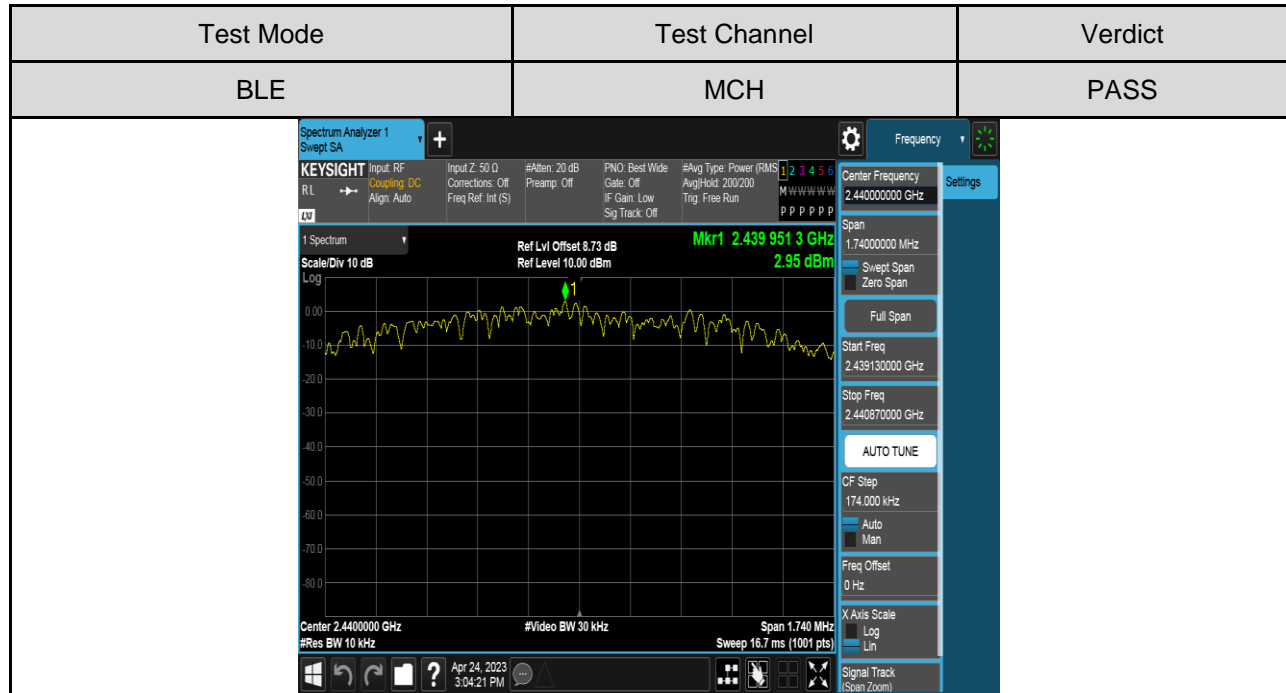 Test Mode Test Channel Verdict
BLE MCH PASS
Spectrum Analyzer 1
Swept SA
+
Frequency
KEYSIGHT
RL
LXI
Input: RF
Coupling: DC
Align: Auto
Input Z: 50 Ω
Corrections: Off
Freq Ref: Int (S)
#Atten: 20 dB
Preamp: Off
PNO: Best Wide
Gate: Off
IF Gain: Low
Sig Track: Off
#Avg Type: Power (RMS
Avg|Hold: 200/200
Trig: Free Run
1 2 3 4 5 6
M W W W W W
P P P P P P
1 Spectrum
Scale/Div 10 dB
Log
Ref Lvl Offset 8.73 dB
Ref Level 10.00 dBm
Mkr1 2.439 951 3 GHz
2.95 dBm
1
0.00
-10.0
-20.0
-30.0
-40.0
-50.0
-60.0
-70.0
-80.0
Center 2.4400000 GHz
#Res BW 10 kHz
#Video BW 30 kHz
Span 1.740 MHz
Sweep 16.7 ms (1001 pts)
?
Apr 24, 2023
3:04:21 PM
Center Frequency
2.440000000 GHz
Settings
Span
1.74000000 MHz
Swept Span
Zero Span
Full Span
Start Freq
2.439130000 GHz
Stop Freq
2.440870000 GHz
AUTO TUNE
CF Step
174.000 kHz
Auto
Man
Freq Offset
0 Hz
X Axis Scale
Log
Lin
Signal Track
(Span Zoom)